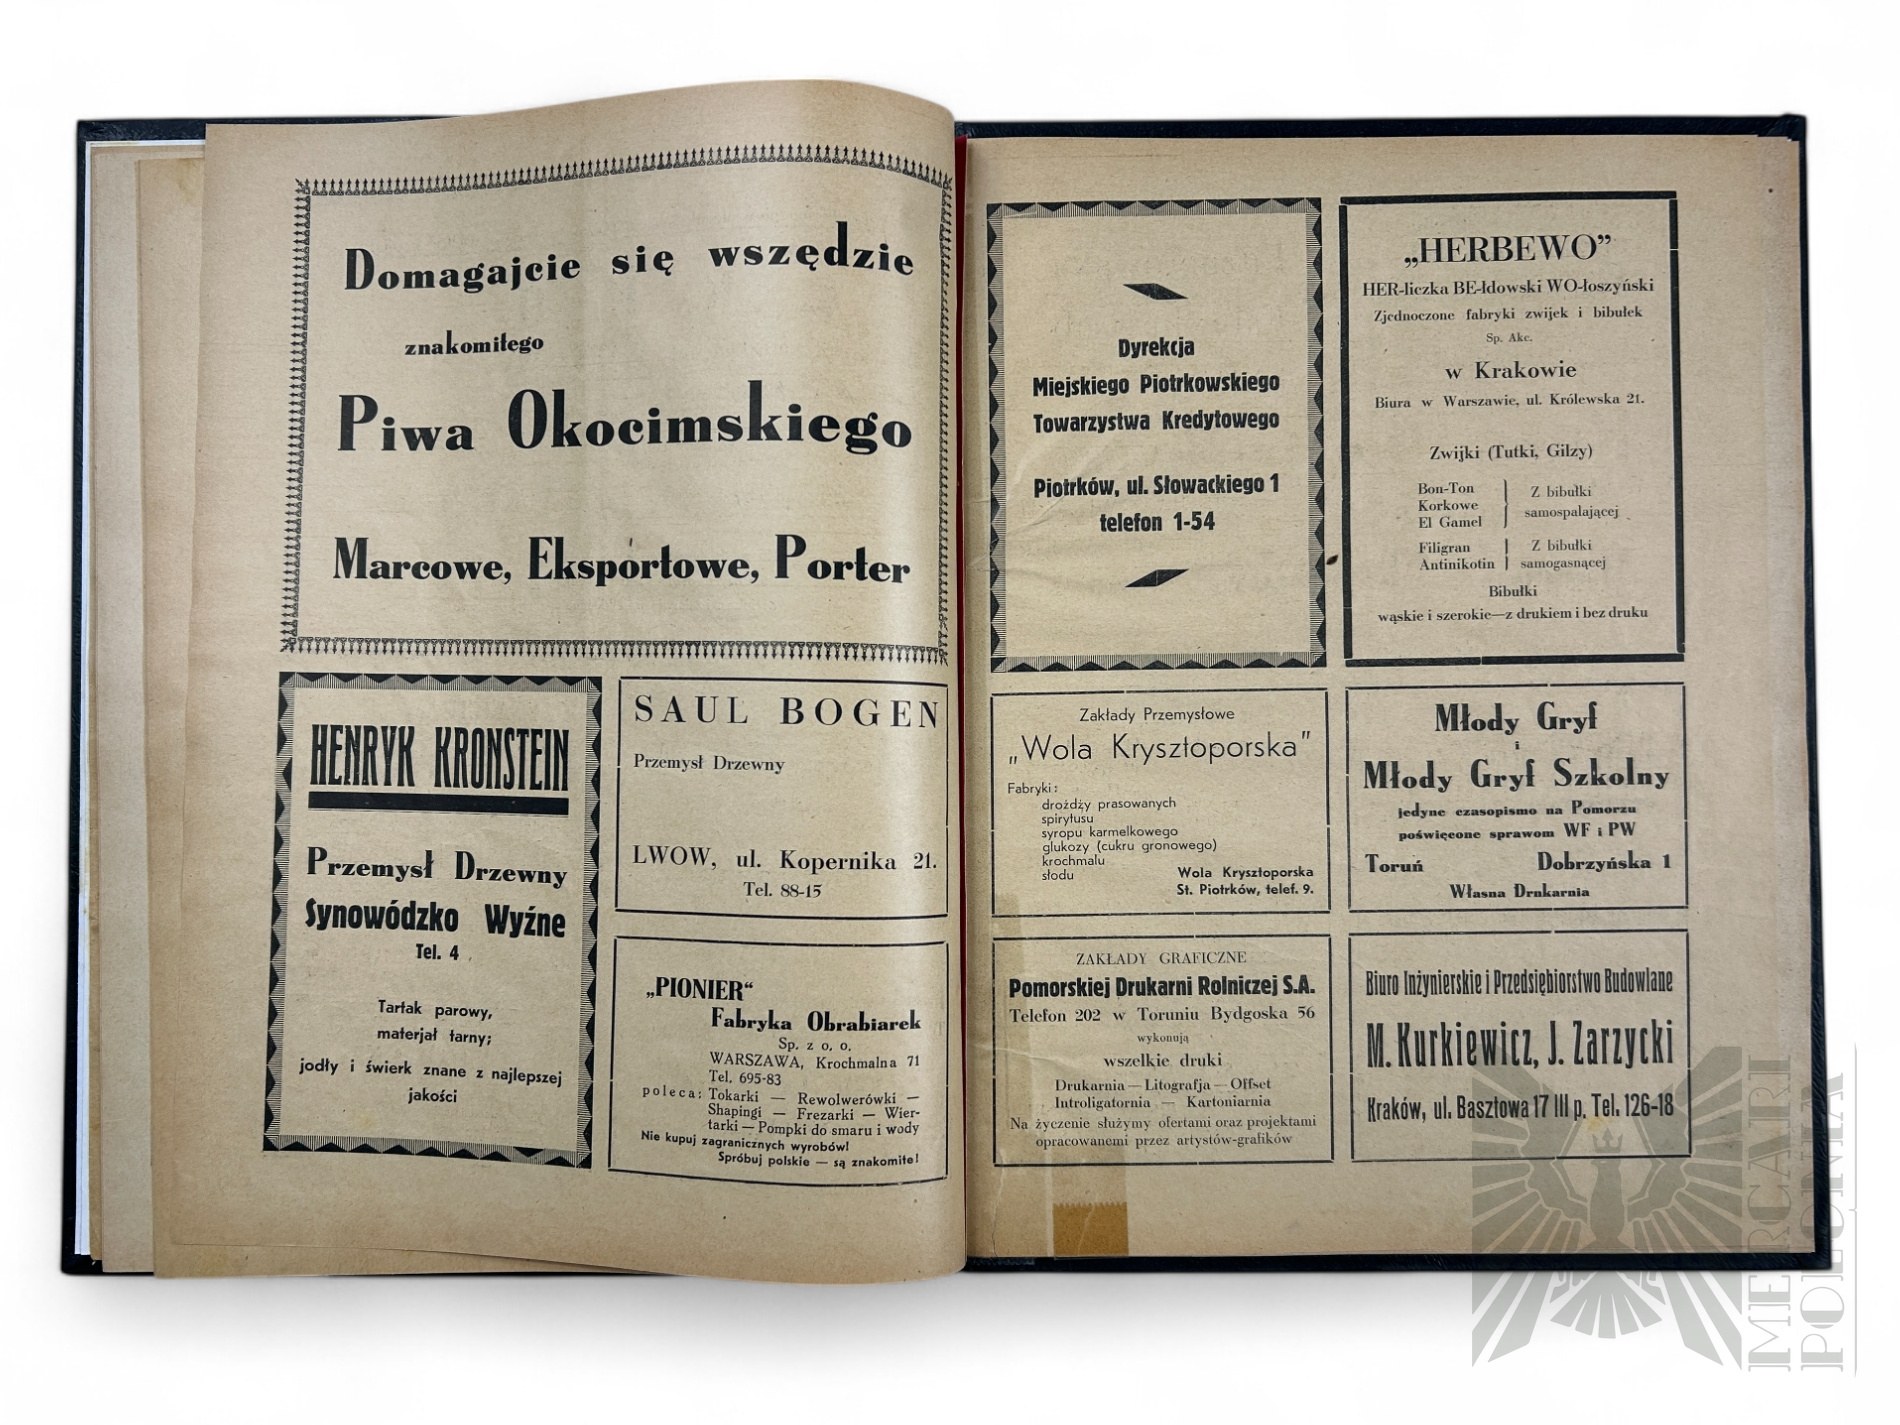 Domagajcie się wszędzie
znakomitego
Piwa Okocimskiego
Marcowe, Eksportowe, Porter
HENRYK KRONSTEIN
Przemysł Drzewny
Synowódzko Wyźne
Tel. 4
Tartak parowy,
materjał tarny;
jodły i świerk znane z najlepszej
jakości
SAUL BOGEN
Przemysł Drzewny
LWOW, ul. Kopernika 21.
Tel. 88-15
„PIONIER“
Fabryka Obrabiarek
Sp. z o. o.
WARSZAWA, Krochmalna 71
Tel. 695-83
poleca: Tokarki — Rewolwerówki —
Shapingi — Frezarki — Wier-
tarki — Pompki do smaru i wody
Nie kupuj zagranicznych wyrobów!
Spróbuj polskie — są znakomite!
Dyrekcja
Miejskiego Piotrkowskiego
Towarzystwa Kredytowego
Piotrków, ul. Słowackiego 1
telefon 1-54
„HERBEWO”
HER-liczka BE-łdowski WO-łoszyński
Zjednoczone fabryki zwijek i bibułek
Sp. Akc.
w Krakowie
Biura w Warszawie, ul. Królewska 21.
Zwijki (Tutki, Gilzy)
Bon-Ton
Korkowe
El Gamel
Z bibułki
samospalającej
Filigran
Antinikotin
Z bibułki
samogasnącej
Bibułki
wąskie i szerokie—z drukiem i bez druku
Zakłady Przemysłowe
„Wola Krysztoporska”
Fabryki:
drożdży prasowanych
spirytusu
syropu karmelkowego
glukozy (cukru gronowego)
krochmalu
słodu
Wola Krysztoporska
St. Piotrków, telef. 9.
Młody Gryf
i
Młody Gryf Szkolny
jedyne czasopismo na Pomorzu
poświęcone sprawom WF i PW
Toruń Dobrzyńska 1
Własna Drukarnia
ZAKŁADY GRAFICZNE
Pomorskiej Drukarni Rolniczej S.A.
Telefon 202 w Toruniu Bydgoska 56
wykonują
wszelkie druki
Drukarnia — Litografja — Offset
Introligatornia — Kartoniarnia
Na życzenie służymy ofertami oraz projektami
opracowanemi przez artystów-grafików
Biuro Inżynierskie i Przedsiębiorstwo Budowlane
M. Kurkiewicz, J. Zarzycki
Kraków, ul. Basztowa 17 III p. Tel. 126-18
MERCARI
POLONIA